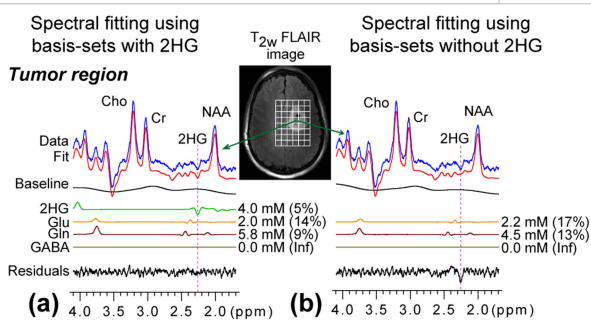 Spectral fitting using
basis-sets with 2HG
T2w FLAIR
image
Spectral fitting using
basis-sets without 2HG
Tumor region
Cho
Cr
NAA
2HG
Data
Fit
Baseline
2HG 4.0 mM (5%)
Glu 2.0 mM (14%)
Gln 5.8 mM (9%)
GABA 0.0 mM (Inf)
Residuals
(a)
4.0 3.5 3.0 2.5 2.0 (ppm)
Cho
Cr
NAA
2HG
2.2 mM (17%)
4.5 mM (13%)
0.0 mM (Inf)
(b)
4.0 3.5 3.0 2.5 2.0 (ppm)